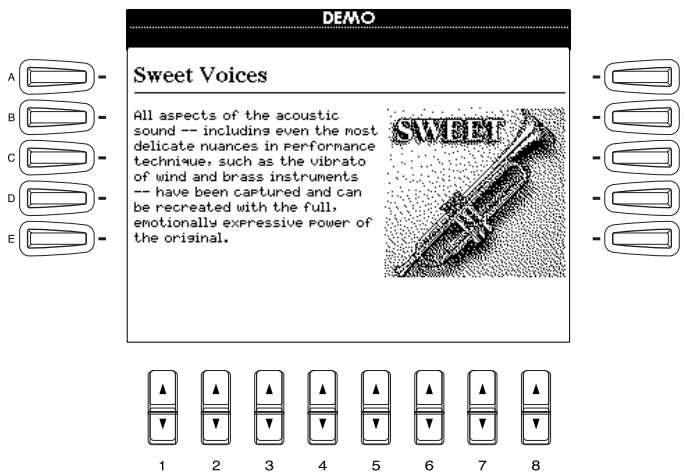 DEMO
Sweet Voices
All aspects of the acoustic
sound -- including even the most
delicate nuances in performance
technique, such as the vibrato
of wind and brass instruments
-- have been captured and can
be recreated with the full,
emotionally expressive power of
the original.
SWEET
A
B
C
D
E
1 2 3 4 5 6 7 8